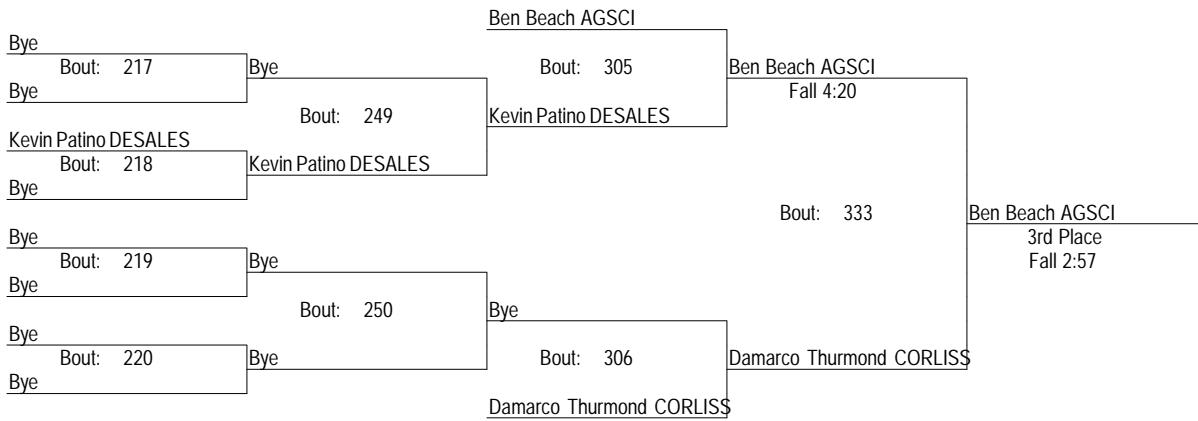 Ben Beach AGSCI
Bye
Bout: 217
Bye
Bout: 305
Ben Beach AGSCI
Bye
Fall 4:20
Bout: 249
Kevin Patino DESALES
Kevin Patino DESALES
Bout: 218
Kevin Patino DESALES
Bye
Bout: 333
Ben Beach AGSCI
Bye
3rd Place
Bout: 219
Bye
Fall 2:57
Bye
Bout: 250
Bye
Bye
Bout: 220
Bye
Bout: 306
Damarco Thurmond CORLISS
Bye
Damarco Thurmond CORLISS